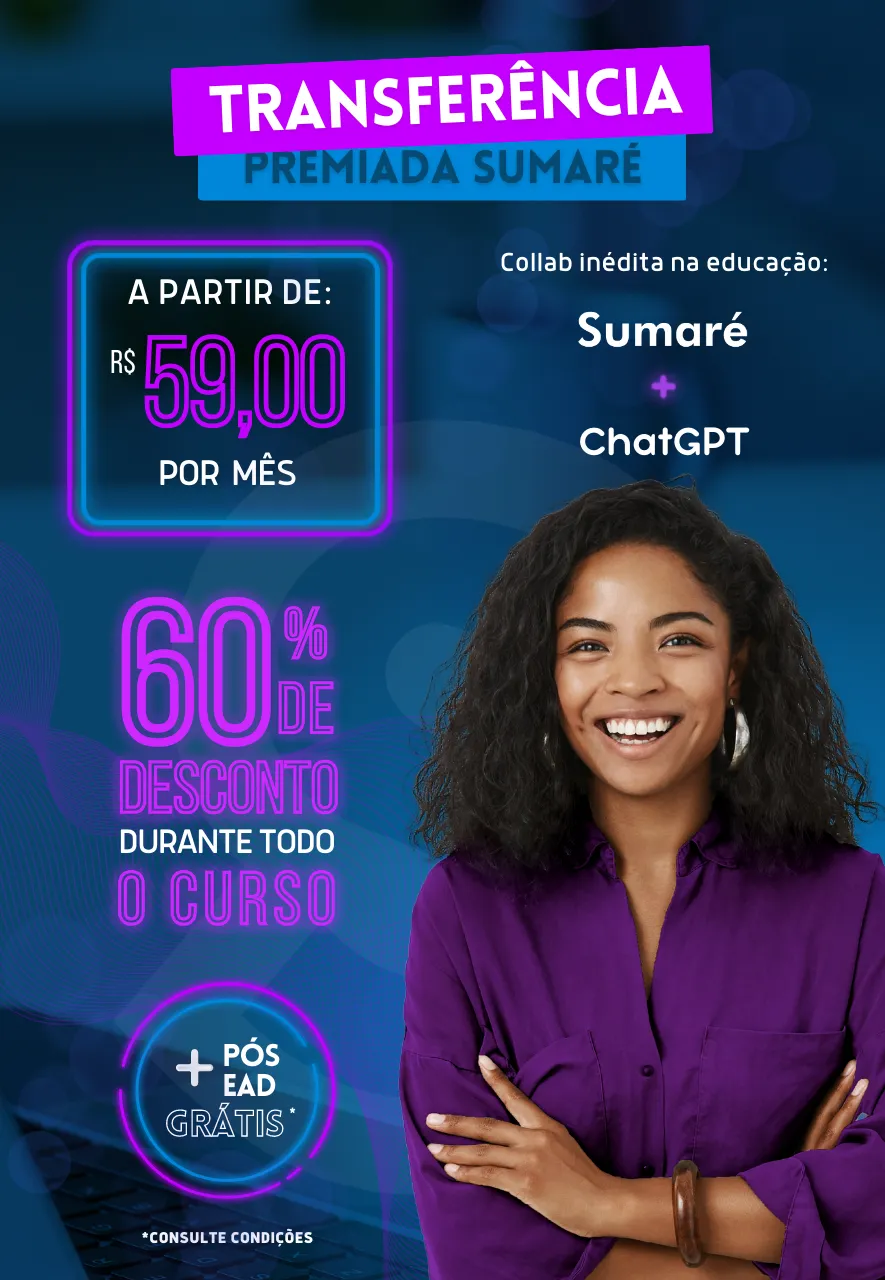 TRANSFERÊNCIA
PREMIADA SUMARÉ
A PARTIR DE:
R$ 59,00
POR MÊS
Collab inédita na educação:
Sumaré
+
ChatGPT
60% DE
DESCONTO
DURANTE TODO
O CURSO
+ PÓS
EAD
GRÁTIS*
*CONSULTE CONDIÇÕES